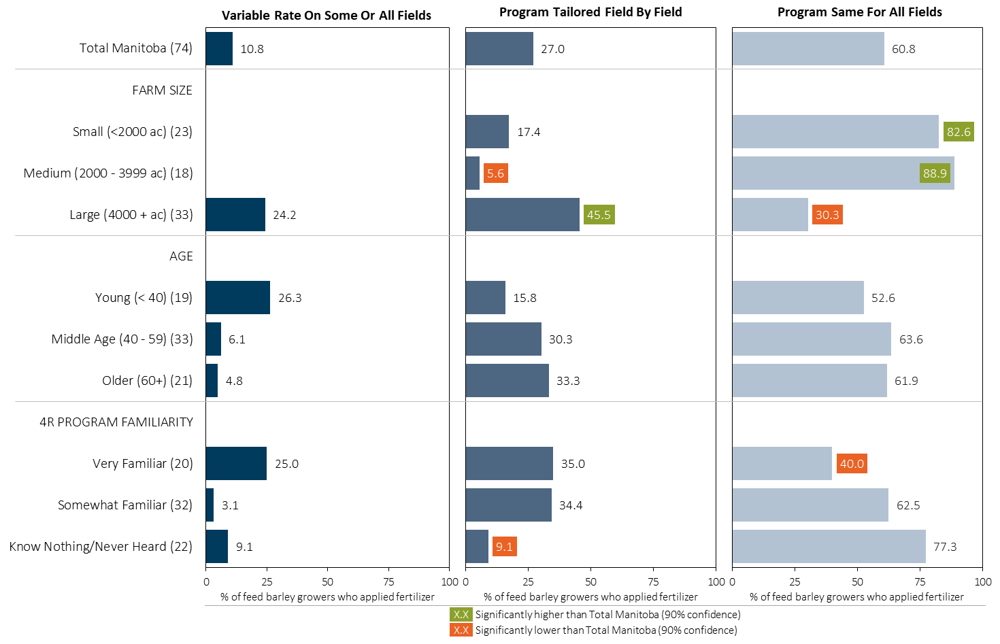 Variable Rate On Some Or All Fields
Program Tailored Field By Field
Program Same For All Fields
Total Manitoba (74)
10.8
27.0
60.8
FARM SIZE
Small (<2000 ac) (23)
17.4
82.6
Medium (2000 - 3999 ac) (18)
5.6
88.9
Large (4000 + ac) (33)
24.2
45.5
30.3
AGE
Young (< 40) (19)
26.3
15.8
52.6
Middle Age (40 - 59) (33)
6.1
30.3
63.6
Older (60+) (21)
4.8
33.3
61.9
4R PROGRAM FAMILIARITY
Very Familiar (20)
25.0
35.0
40.0
Somewhat Familiar (32)
3.1
34.4
62.5
Know Nothing/Never Heard (22)
9.1
9.1
77.3
0 25 50 75 100
0 25 50 75 100
0 25 50 75 100
% of feed barley growers who applied fertilizer
% of feed barley growers who applied fertilizer
% of feed barley growers who applied fertilizer
X.X Significantly higher than Total Manitoba (90% confidence)
X.X Significantly lower than Total Manitoba (90% confidence)